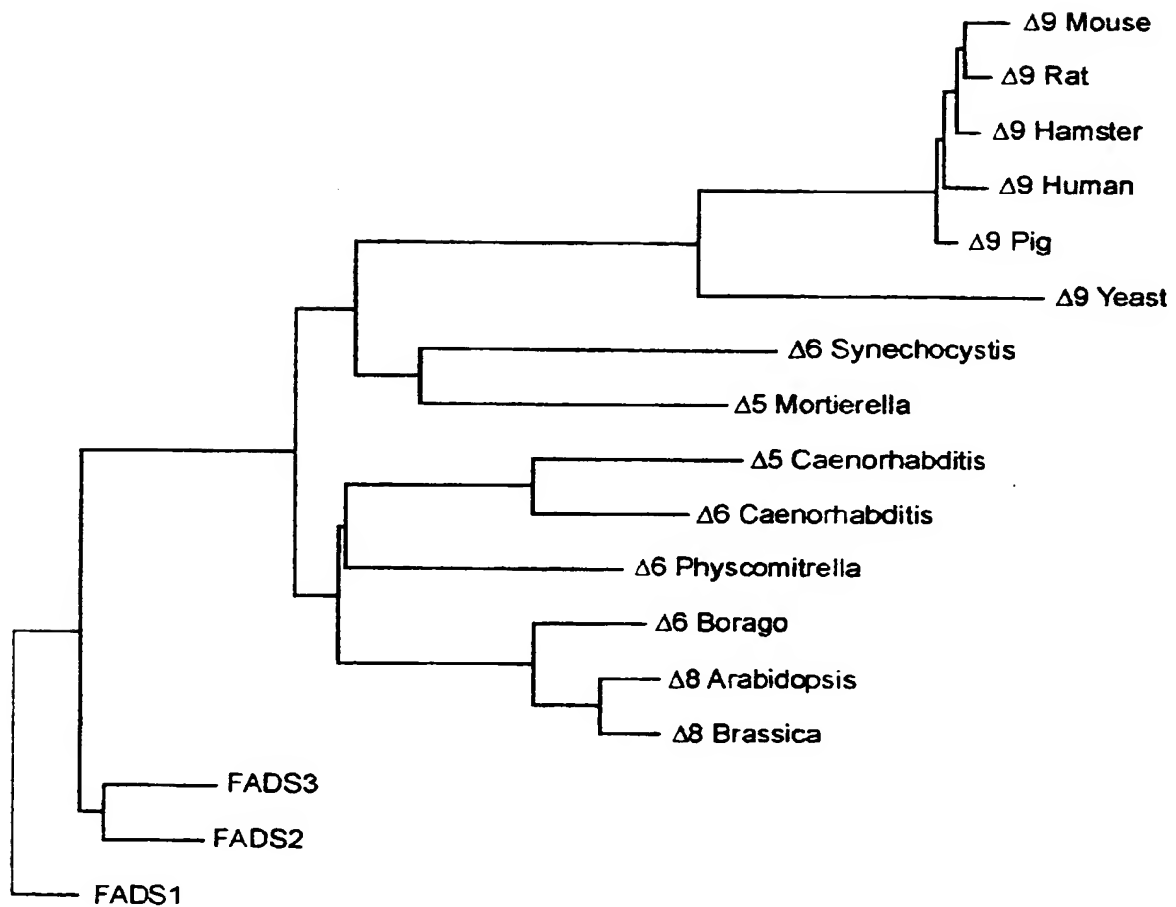 Δ9 Mouse
Δ9 Rat
Δ9 Hamster
Δ9 Human
Δ9 Pig
Δ9 Yeast
Δ6 Synechocystis
Δ5 Mortierella
Δ5 Caenorhabditis
Δ6 Caenorhabditis
Δ6 Physcomitrella
Δ6 Borago
Δ8 Arabidopsis
Δ8 Brassica
FADS3
FADS2
FADS1